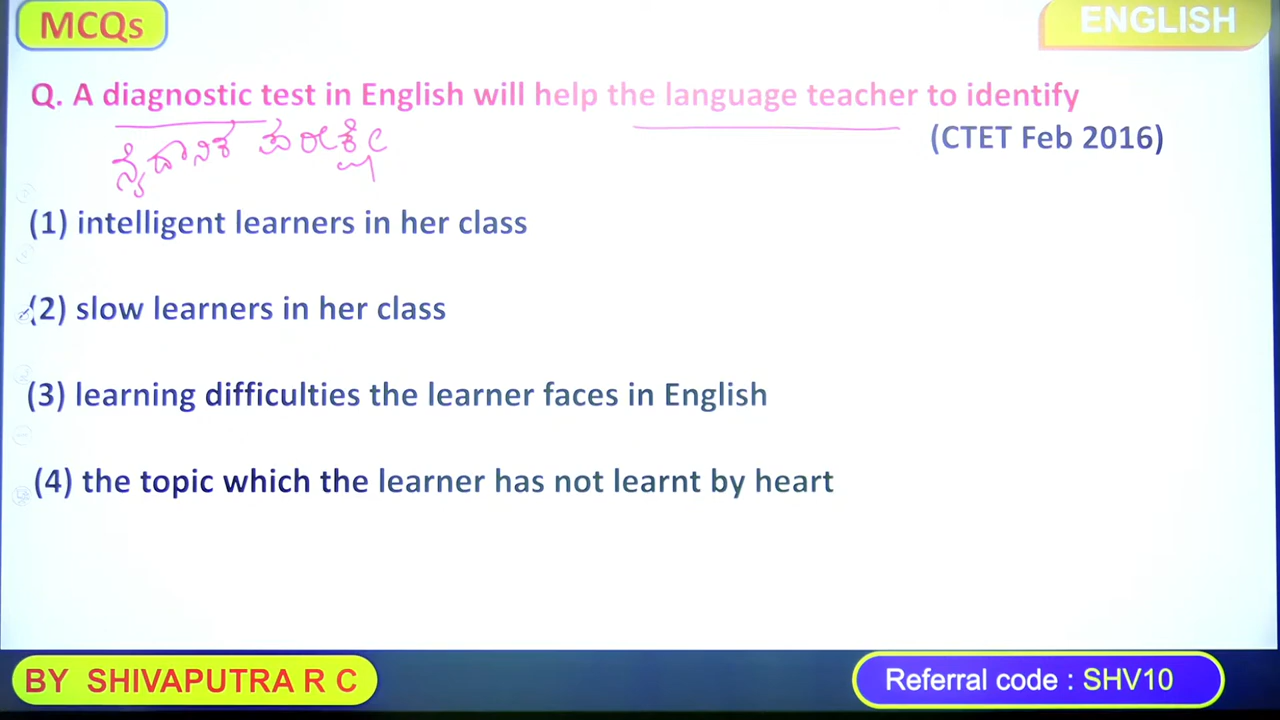 MCQs
ENGLISH
Q. A diagnostic test in English will help the language teacher to identify
(CTET Feb 2016)
ನೈದಾನಿಕ ಪರೀಕ್ಷೆ
(1) intelligent learners in her class
(2) slow learners in her class
(3) learning difficulties the learner faces in English
(4) the topic which the learner has not learnt by heart
BY SHIVAPUTRA R C
Referral code : SHV10